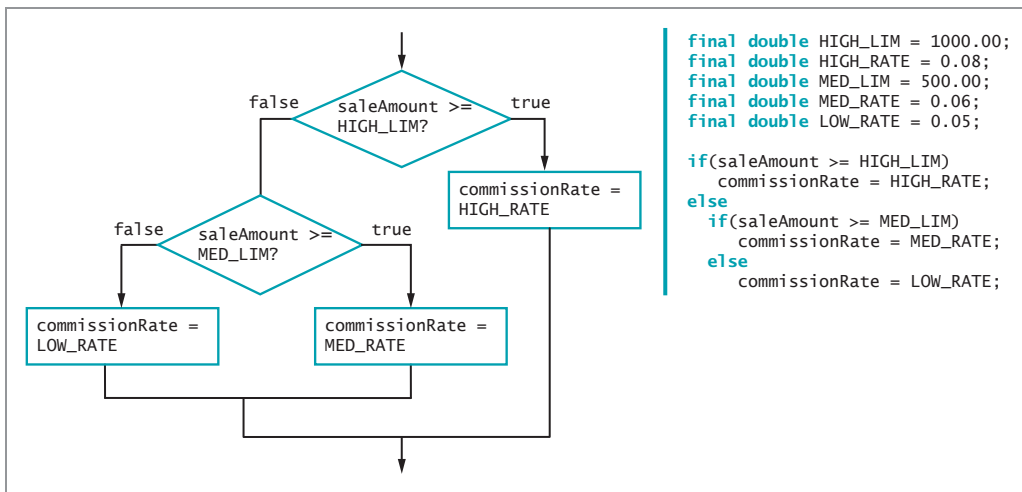 false
saleAmount >=
HIGH_LIM?
true
commissionRate =
HIGH_RATE
false
saleAmount >=
MED_LIM?
true
commissionRate =
LOW_RATE
commissionRate =
MED_RATE
final double HIGH_LIM = 1000.00;
final double HIGH_RATE = 0.08;
final double MED_LIM = 500.00;
final double MED_RATE = 0.06;
final double LOW_RATE = 0.05;
if(saleAmount >= HIGH_LIM)
commissionRate = HIGH_RATE;
else
if(saleAmount >= MED_LIM)
commissionRate = MED_RATE;
else
commissionRate = LOW_RATE;